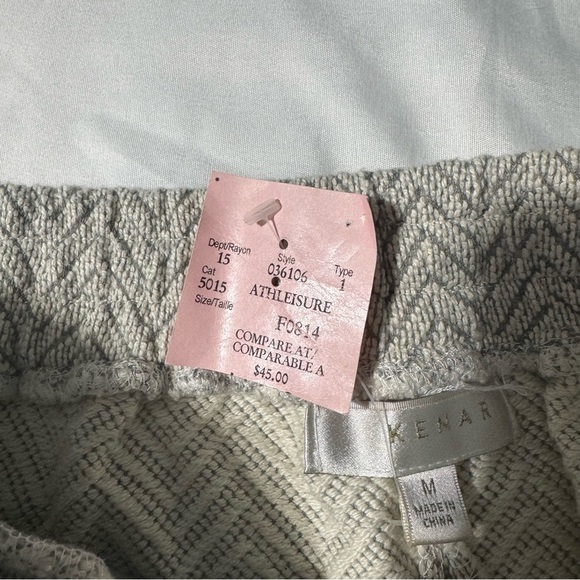 Dept/Rayon Style Type
15 036106 1
Cat
5015 ATHLEISURE
Size/Taille F0814
COMPARE AT/
COMPARABLE A
$45.00
KENAR
M
MADE IN
CHINA